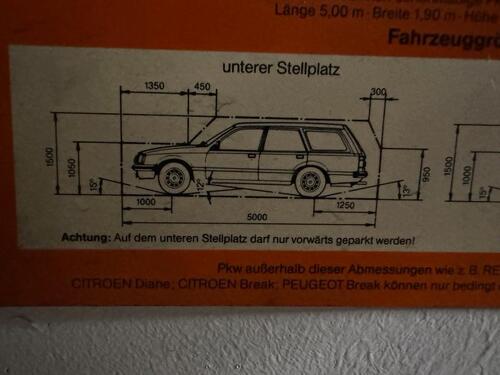 Länge 5,00 m · Breite 1,90 m · Höhe
Fahrzeuggrö
unterer Stellplatz
1350 450 300
1500 1050 15° 12° 13° 950 1500 1000 15°
1000 1250
5000
Achtung: Auf dem unteren Stellplatz darf nur vorwärts geparkt werden!
Pkw außerhalb dieser Abmessungen wie z. B. RE
CITROEN Diane; CITROEN Break; PEUGEOT Break können nur bedingt